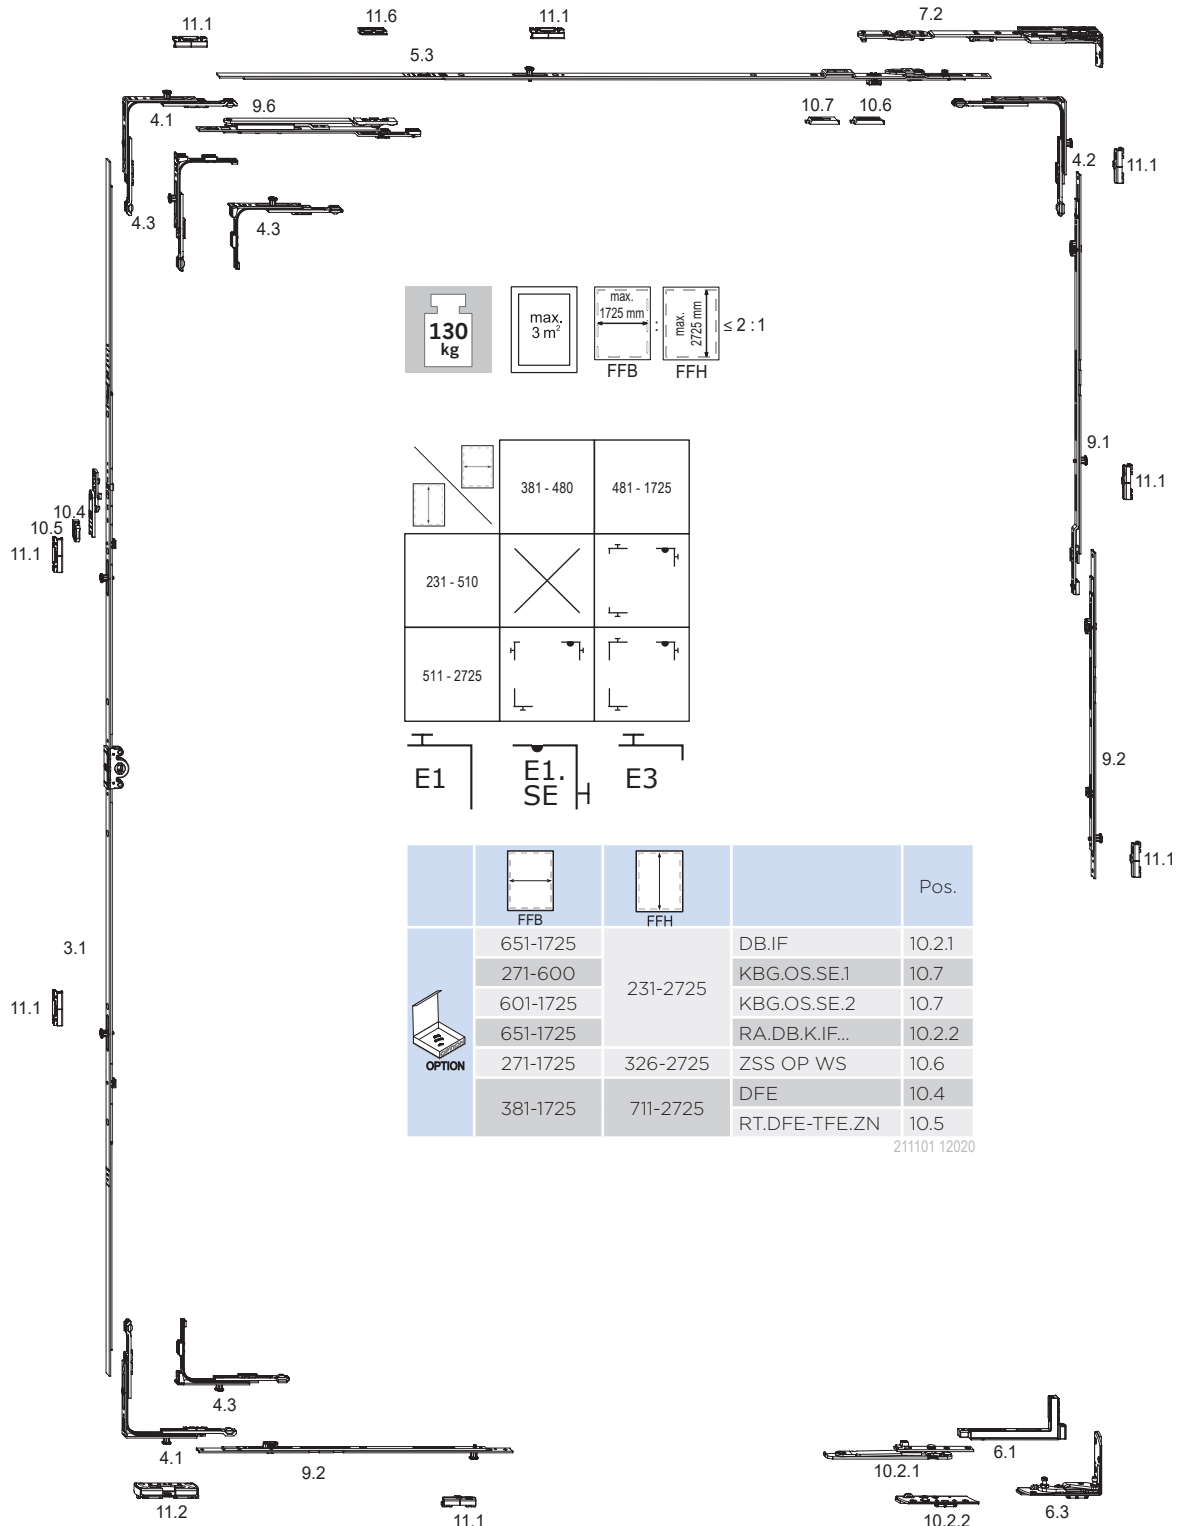 11.1
11.6
11.1
7.2
5.3
4.1
9.6
10.7
10.6
4.2
11.1
4.3
4.3
130
kg
max.
3 m²
max.
1725 mm
:
max.
2725 mm
≤ 2 : 1
FFB
FFH
9.1
11.1
381 - 480
481 - 1725
10.4
10.5
11.1
231 - 510
511 - 2725
E1
E1.
SE
E3
9.2
11.1
FFB
FFH
Pos.
651-1725
231-2725
DB.IF
10.2.1
271-600
KBG.OS.SE.1
10.7
601-1725
KBG.OS.SE.2
10.7
651-1725
RA.DB.K.IF...
10.2.2
OPTION
271-1725
326-2725
ZSS OP WS
10.6
381-1725
711-2725
DFE
10.4
RT.DFE-TFE.ZN
10.5
211101 12020
3.1
11.1
4.3
4.1
9.2
11.2
11.1
6.1
10.2.1
10.2.2
6.3